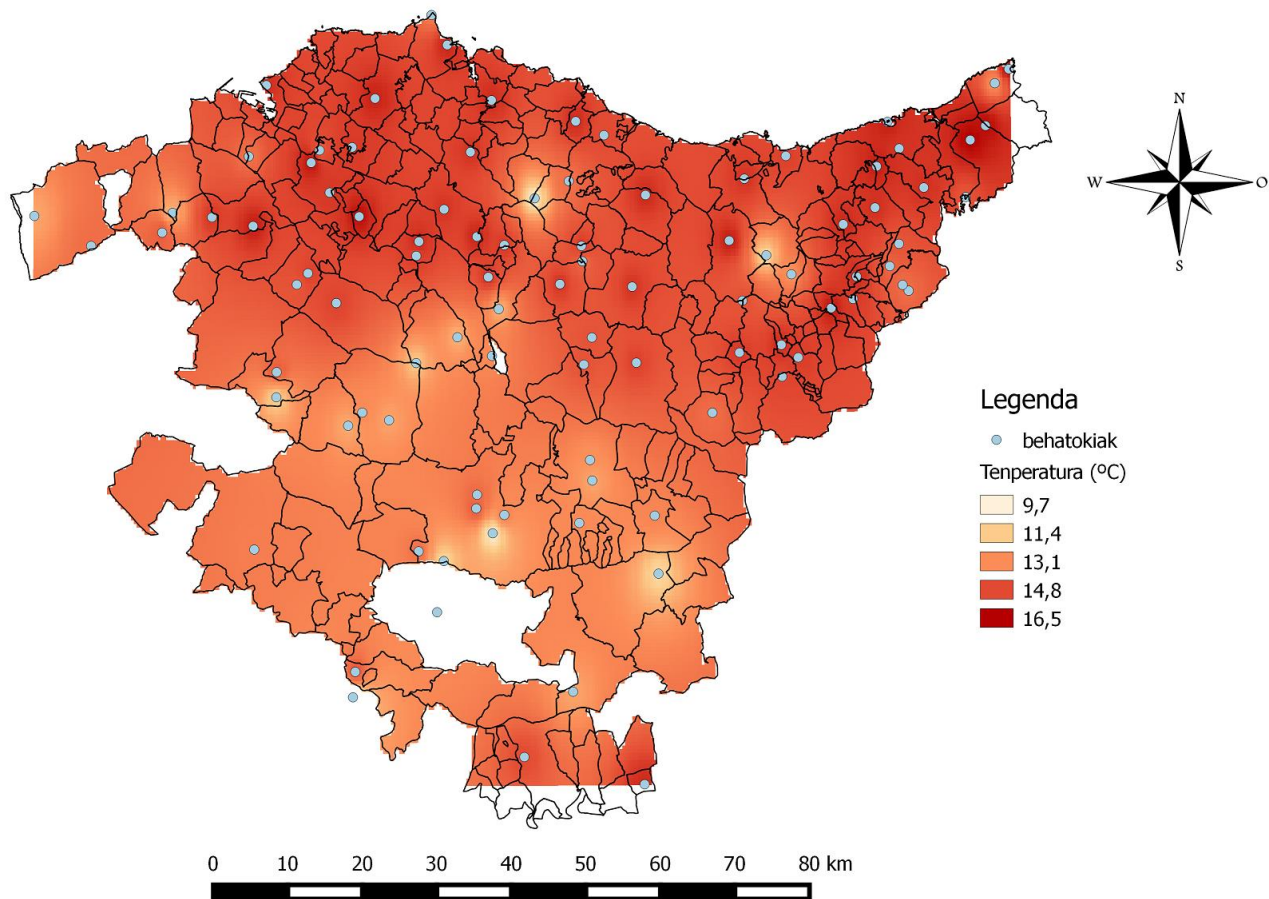 N
W
O
S
Legenda
behatokiak
Tenperatura (ºC)
9,7
11,4
13,1
14,8
16,5
0 10 20 30 40 50 60 70 80 km